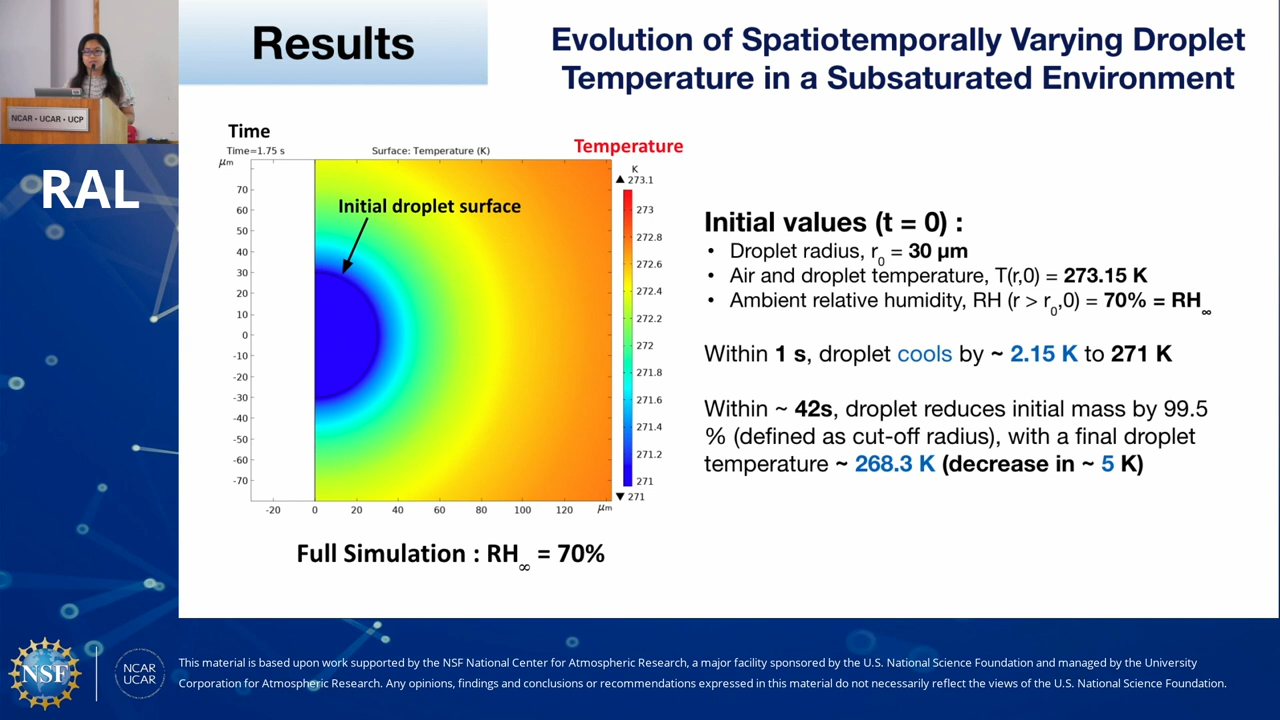 NCAR • UCAR • UCP
RAL
Results
Evolution of Spatiotemporally Varying Droplet
Temperature in a Subsaturated Environment
Time
Temperature
Time=1.75 s
Surface: Temperature (K)
µm
K
▲ 273.1
Initial droplet surface
70
60
50
40
30
20
10
0
-10
-20
-30
-40
-50
-60
-70
-20 0 20 40 60 80 100 120 µm
273
272.8
272.6
272.4
272.2
272
271.8
271.6
271.4
271.2
271
▼ 271
Full Simulation : RH∞ = 70%
Initial values (t = 0) :
• Droplet radius, r0 = 30 µm
• Air and droplet temperature, T(r,0) = 273.15 K
• Ambient relative humidity, RH (r > r0,0) = 70% = RH∞
Within 1 s, droplet cools by ~ 2.15 K to 271 K
Within ~ 42s, droplet reduces initial mass by 99.5
% (defined as cut-off radius), with a final droplet
temperature ~ 268.3 K (decrease in ~ 5 K)
NSF
NCAR
UCAR
This material is based upon work supported by the NSF National Center for Atmospheric Research, a major facility sponsored by the U.S. National Science Foundation and managed by the University
Corporation for Atmospheric Research. Any opinions, findings and conclusions or recommendations expressed in this material do not necessarily reflect the views of the U.S. National Science Foundation.